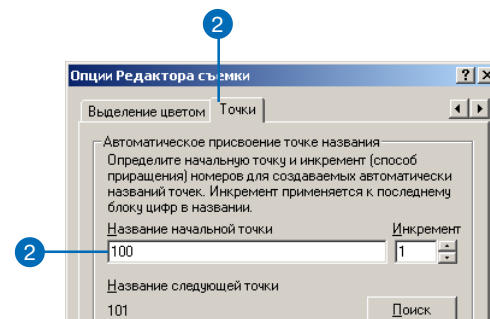 2
Опции Редактора съемки
Выделение цветом Точки
Автоматическое присвоение точке названия
Определите начальную точку и инкремент (способ
приращения) номеров для создаваемых автоматически
названий точек. Инкремент применяется к последнему
блоку цифр в названии.
Название начальной точки Инкремент
2 100 1
Название следующей точки
101 Поиск